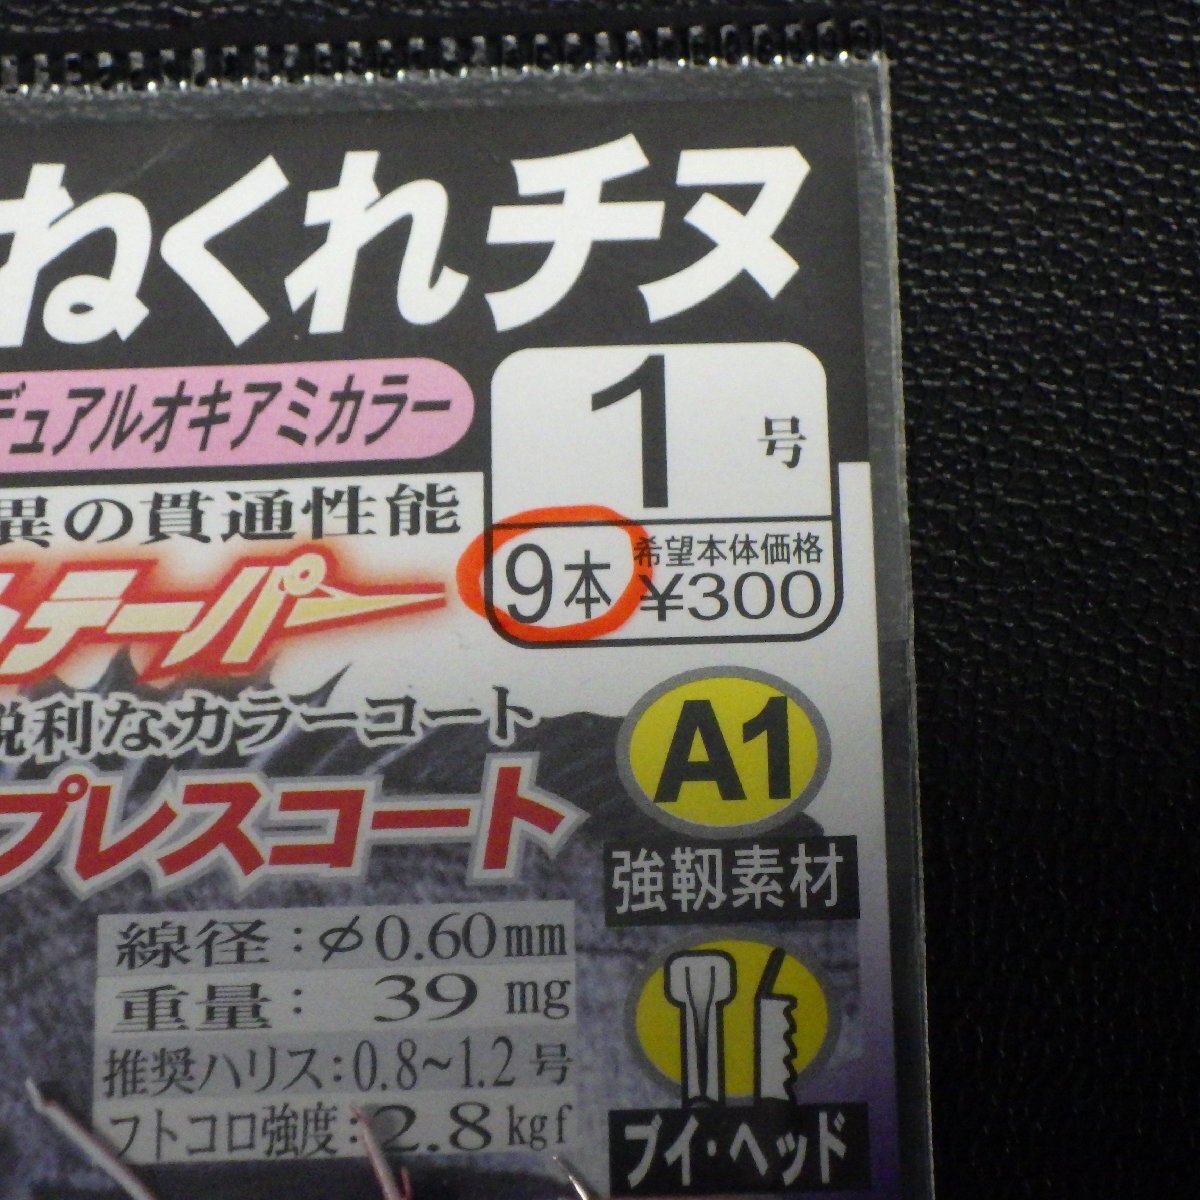 ねくれチヌ
デュアルオキアミカラー
1号
異の貫通性能
9本
希望本体価格
¥300
テーパー
鋭利なカラーコート
プレスコート
A1
強靱素材
線径:φ0.60mm
重量: 39 mg
推奨ハリス:0.8~1.2号
フトコロ強度:2.8kgf
ブイ・ヘッド